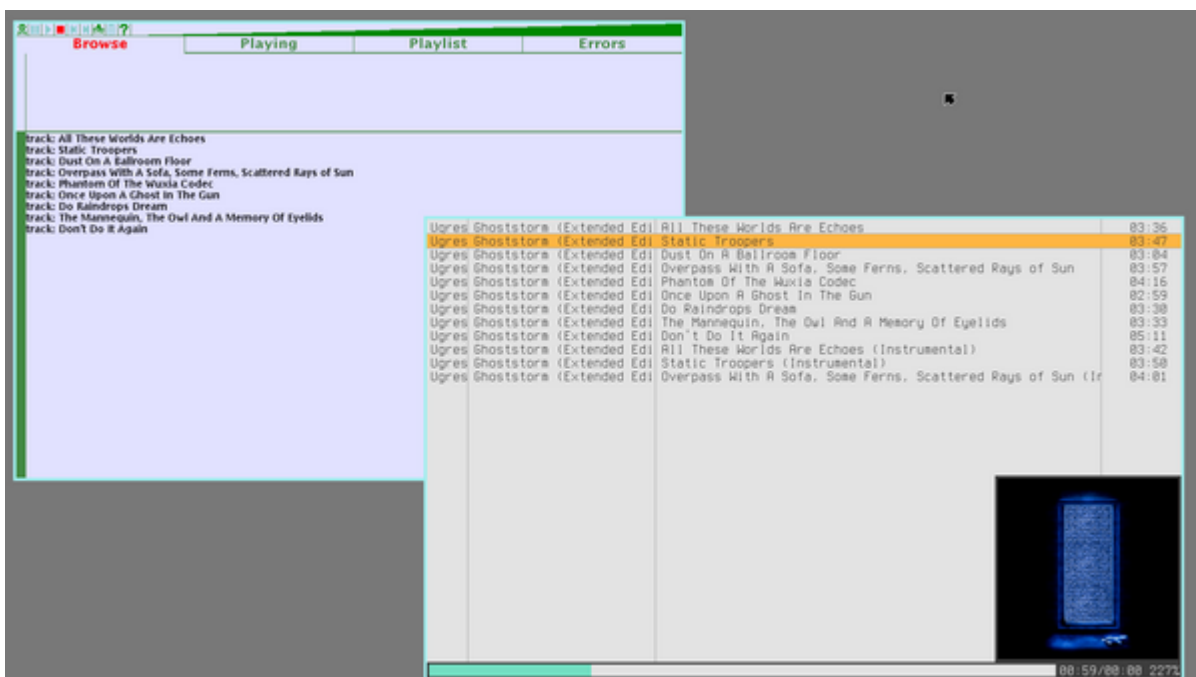 Browse Playing Playlist Errors
track: All These Worlds Are Echoes
track: Static Troopers
track: Dust On A Ballroom Floor
track: Overpass With A Sofa, Some Ferns, Scattered Rays of Sun
track: Phantom Of The Wuxia Codec
track: Once Upon A Ghost In The Gun
track: Do Raindrops Dream
track: The Mannequin, The Owl And A Memory Of Eyelids
track: Don't Do It Again
Ugres Ghoststorm (Extended Edi All These Worlds Are Echoes 03:36
Ugres Ghoststorm (Extended Edi Static Troopers 03:47
Ugres Ghoststorm (Extended Edi Dust On A Ballroom Floor 03:04
Ugres Ghoststorm (Extended Edi Overpass With A Sofa, Some Ferns, Scattered Rays of Sun 03:57
Ugres Ghoststorm (Extended Edi Phantom Of The Wuxia Codec 04:16
Ugres Ghoststorm (Extended Edi Once Upon A Ghost In The Gun 02:59
Ugres Ghoststorm (Extended Edi Do Raindrops Dream 03:30
Ugres Ghoststorm (Extended Edi The Mannequin, The Owl And A Memory Of Eyelids 03:33
Ugres Ghoststorm (Extended Edi Don't Do It Again 05:11
Ugres Ghoststorm (Extended Edi All These Worlds Are Echoes (Instrumental) 03:42
Ugres Ghoststorm (Extended Edi Static Troopers (Instrumental) 03:50
Ugres Ghoststorm (Extended Edi Overpass With A Sofa, Some Ferns, Scattered Rays of Sun (Ir 04:01
00:59/00:00 227%